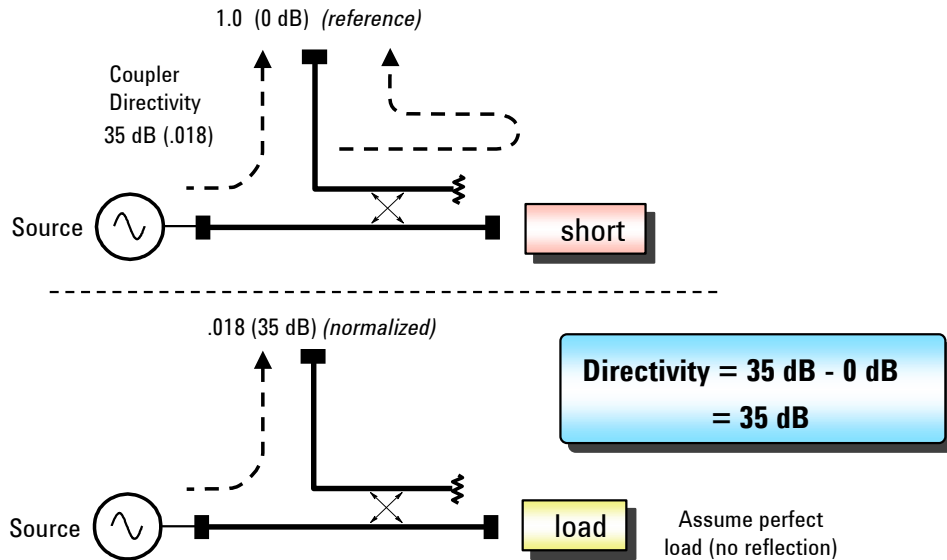 1.0 (0 dB) (reference)
Coupler
Directivity
35 dB (.018)
Source
short
.018 (35 dB) (normalized)
Directivity = 35 dB - 0 dB
= 35 dB
Source
load
Assume perfect
load (no reflection)